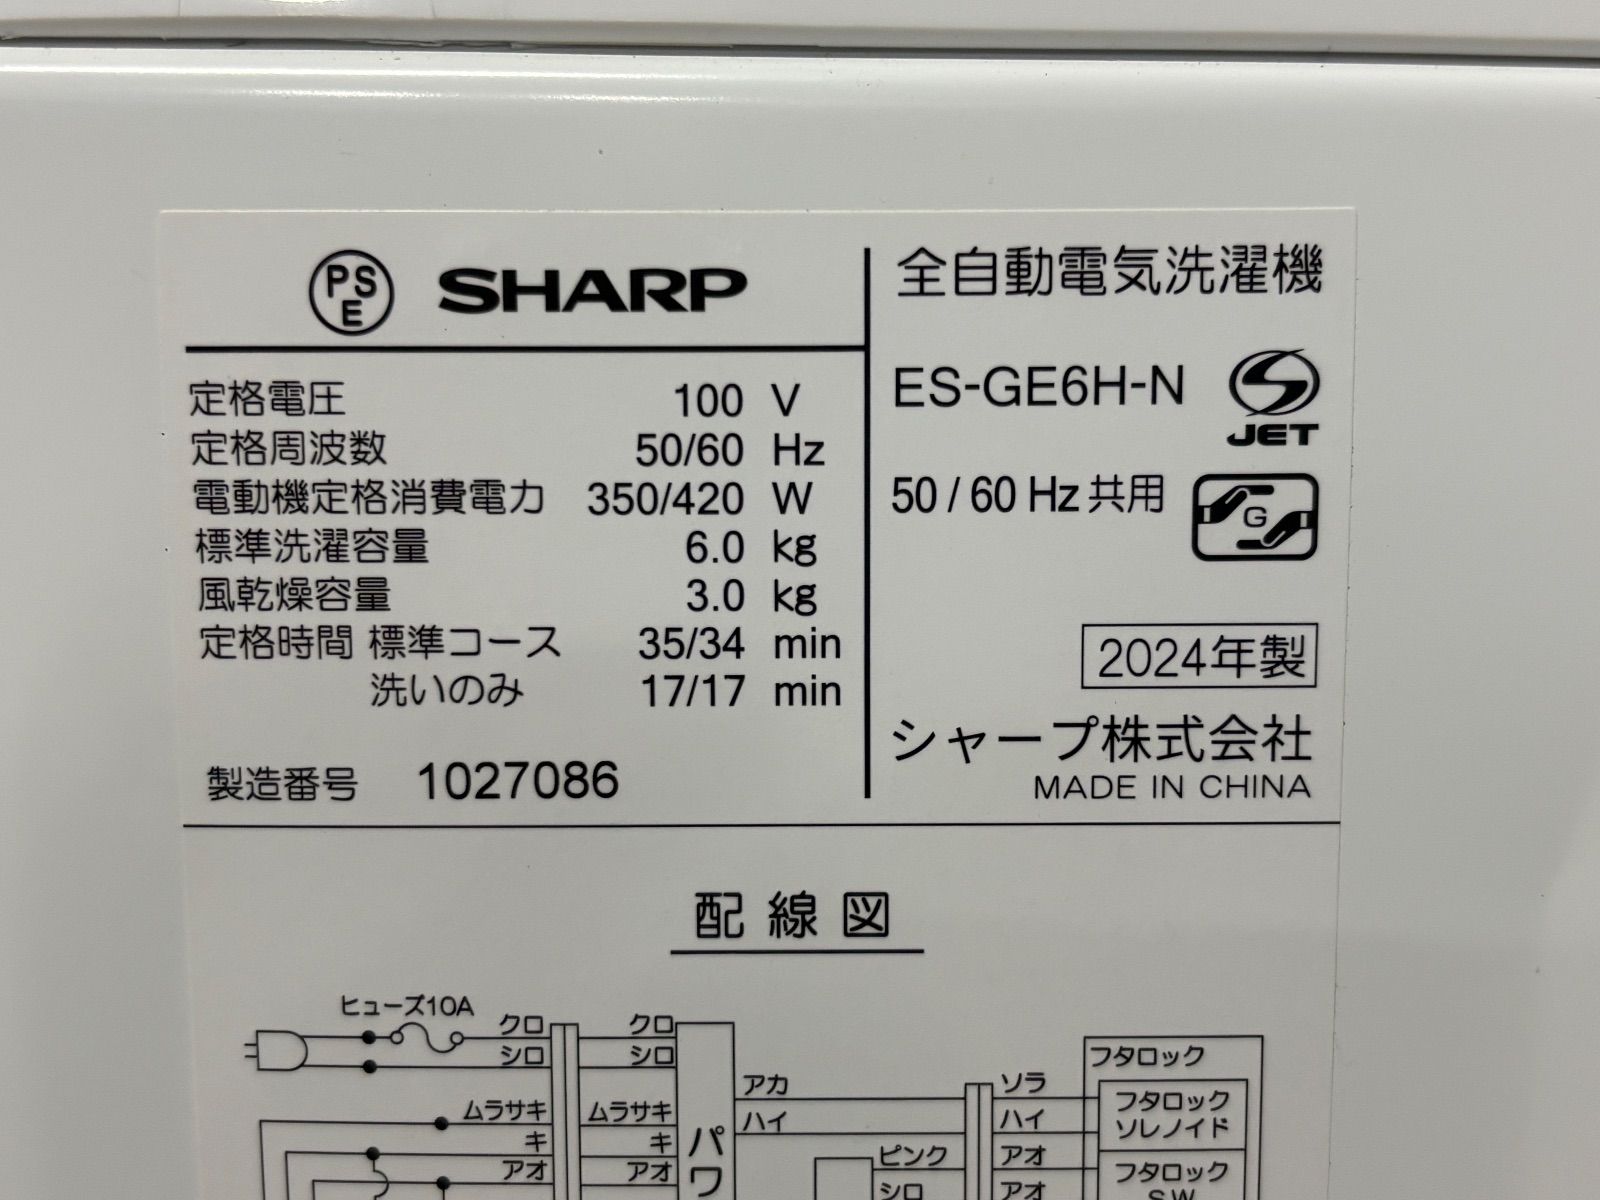 PSE SHARP
定格電圧 100 V
定格周波数 50/60 Hz
電動機定格消費電力 350/420 W
標準洗濯容量 6.0 kg
風乾燥容量 3.0 kg
定格時間 標準コース 35/34 min
洗いのみ 17/17 min
製造番号 1027086
全自動電気洗濯機
ES-GE6H-N
JET
50/60 Hz 共用
G
2024年製
シャープ株式会社
MADE IN CHINA
配線図
ヒューズ10A
クロ クロ
シロ シロ
フタロック
アカ ソラ
フタロック
ソレノイド
ムラサキ ムラサキ
ハイ ハイ
キ キ
パワ
ピンク アオ
アオ アオ
フタロック
SW
シロ アオ